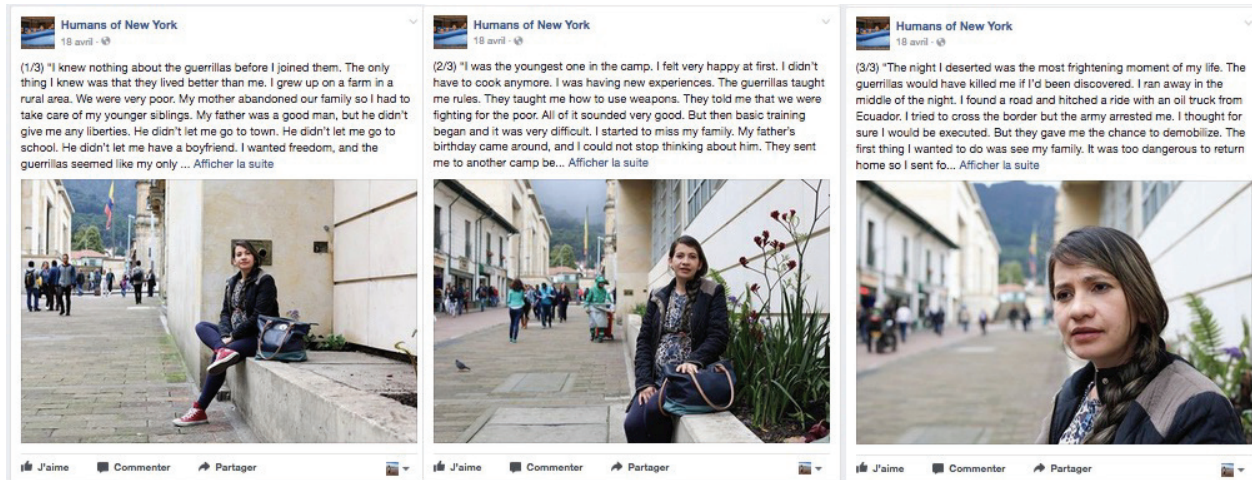 Humans of New York
18 avril ·
(1/3) "I knew nothing about the guerrillas before I joined them. The only
thing I knew was that they lived better than me. I grew up on a farm in a
rural area. We were very poor. My mother abandoned our family so I had to
take care of my younger siblings. My father was a good man, but he didn't
give me any liberties. He didn't let me go to town. He didn't let me go to
school. He didn't let me have a boyfriend. I wanted freedom, and the
guerrillas seemed like my only ... Afficher la suite
J'aime Commenter Partager
Humans of New York
18 avril ·
(2/3) "I was the youngest one in the camp. I felt very happy at first. I didn't
have to cook anymore. I was having new experiences. The guerrillas taught
me rules. They taught me how to use weapons. They told me that we were
fighting for the poor. All of it sounded very good. But then basic training
began and it was very difficult. I started to miss my family. My father's
birthday came around, and I could not stop thinking about him. They sent
me to another camp be... Afficher la suite
J'aime Commenter Partager
Humans of New York
18 avril ·
(3/3) "The night I deserted was the most frightening moment of my life. The
guerrillas would have killed me if I'd been discovered. I ran away in the
middle of the night. I found a road and hitched a ride with an oil truck from
Ecuador. I tried to cross the border but the army arrested me. I thought for
sure I would be executed. But they gave me the chance to demobilize. The
first thing I wanted to do was see my family. It was too dangerous to return
home so I sent fo... Afficher la suite
J'aime Commenter Partager